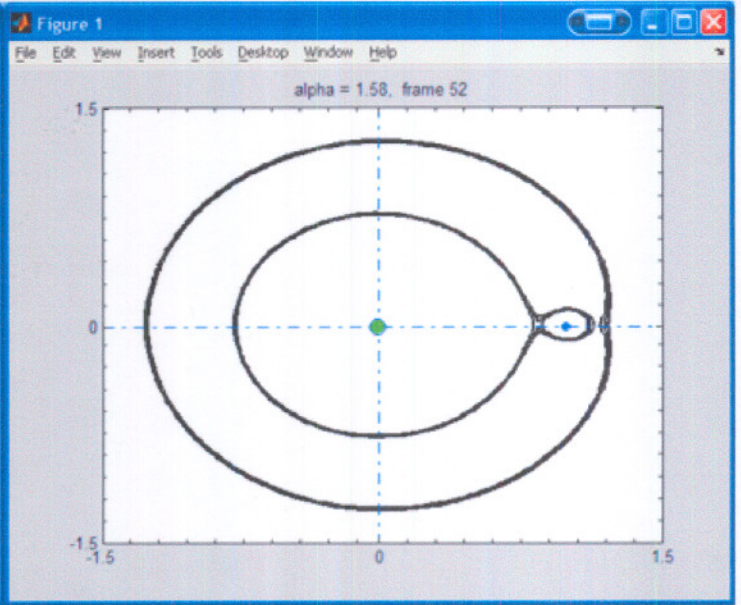 Figure 1
File Edit View Insert Tools Desktop Window Help
alpha = 1.58, frame 52
1.5
0
-1.5
-1.5 0 1.5